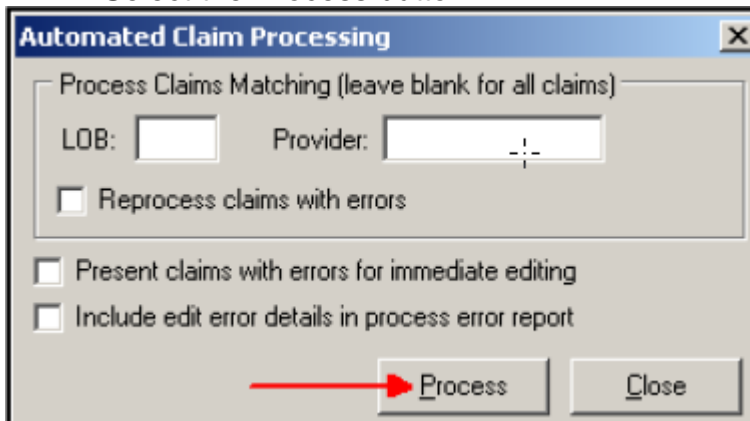 Automated Claim Processing
Process Claims Matching (leave blank for all claims)
LOB: Provider:
Reprocess claims with errors
Present claims with errors for immediate editing
Include edit error details in process error report
Process Close